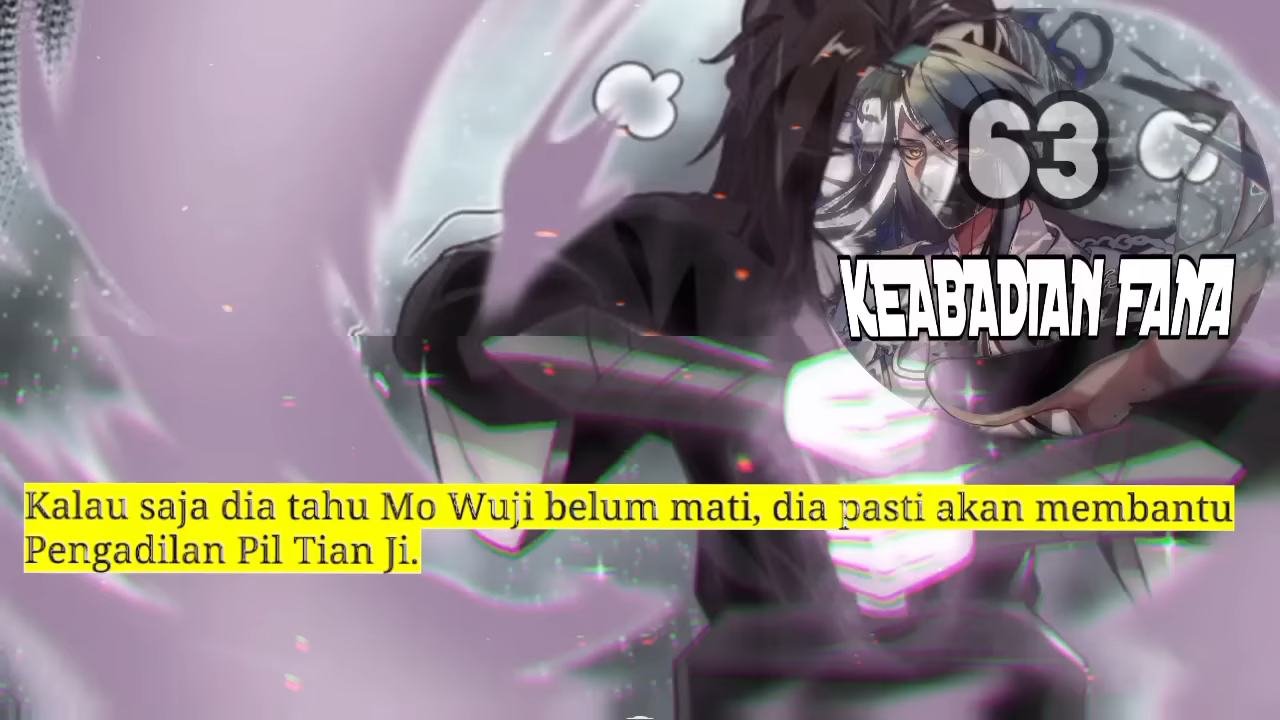 63
KEABADIAN FANA
Kalau saja dia tahu Mo Wuji belum mati, dia pasti akan membantu
Pengadilan Pil Tian Ji.